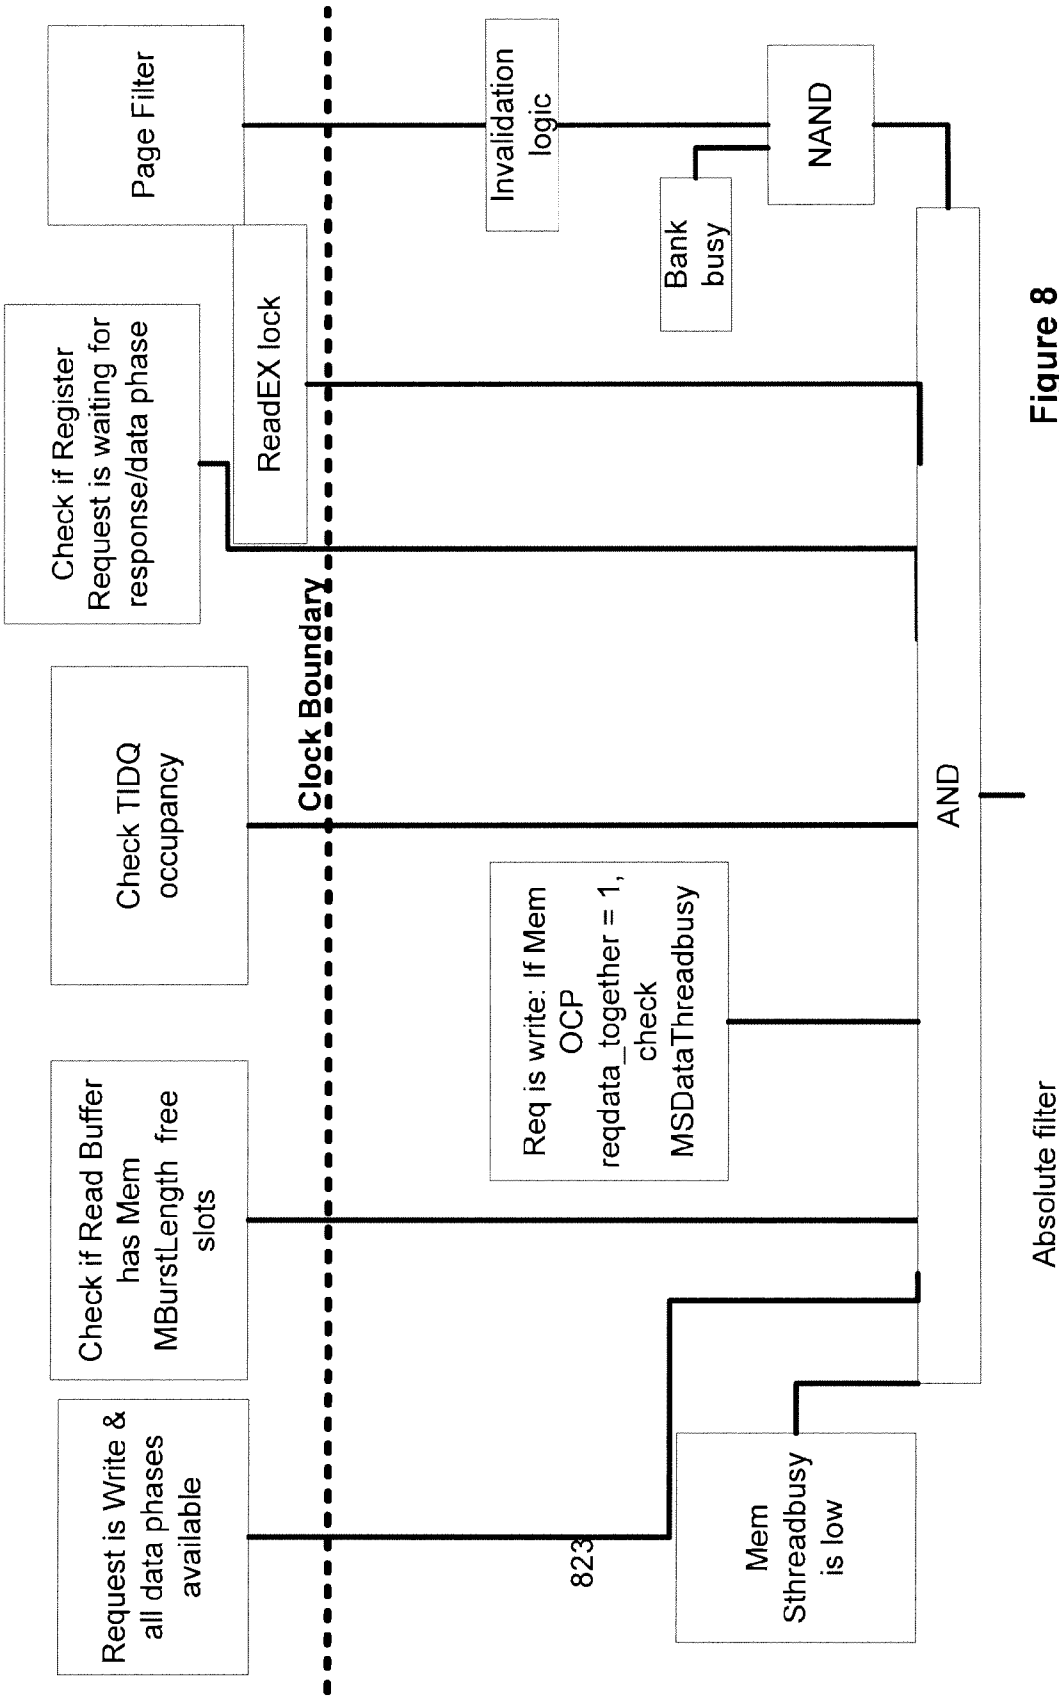 Request is Write &
all data phases
available
Check if Read Buffer
has Mem
MBurstLength free
slots
Check TIDQ
occupancy
Check if Register
Request is waiting for
response/data phase
Page Filter
ReadEX lock
Clock Boundary
823
Req is write: If Mem
OCP
reqdata_together = 1,
check
MSDataThreadbusy
Invalidation
logic
Mem
Sthreadbusy
is low
Bank
busy
NAND
AND
Absolute filter
Figure 8